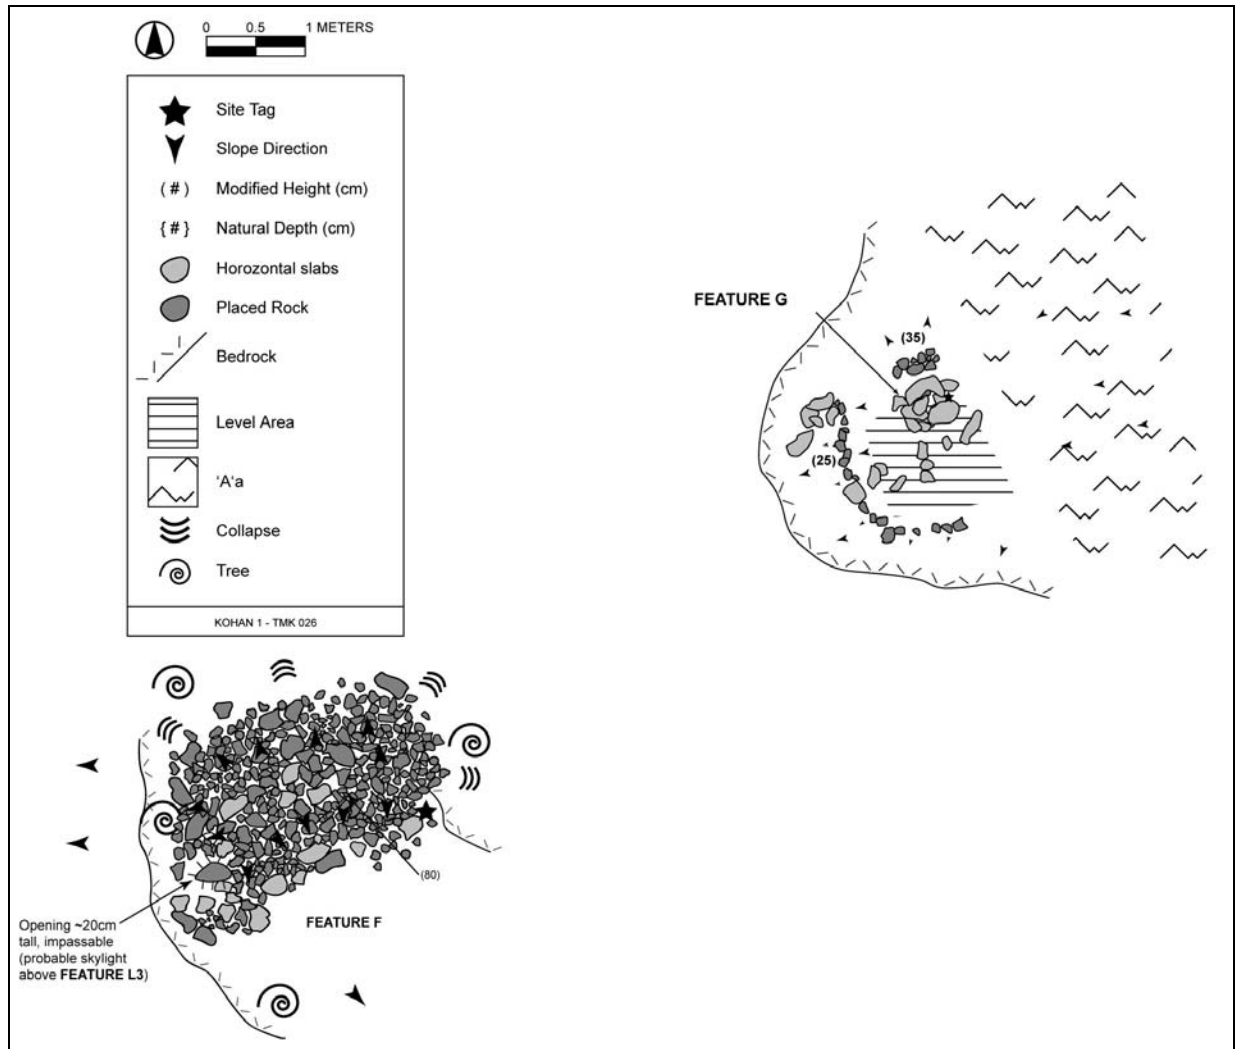 0 0.5 1 METERS
Site Tag
Slope Direction
( # ) Modified Height (cm)
{ # } Natural Depth (cm)
Horozontal slabs
Placed Rock
Bedrock
Level Area
‘A‘a
Collapse
Tree
KOHAN 1 - TMK 026
FEATURE G
(35)
(25)
(80)
FEATURE F
Opening ~20cm
tall, impassable
(probable skylight
above FEATURE L3)